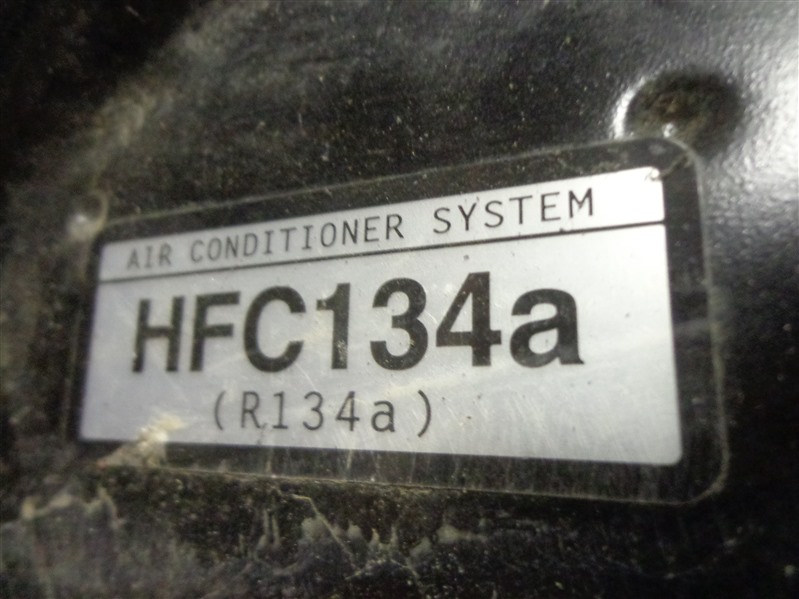 AIR CONDITIONER SYSTEM
HFC134a
(R134a)